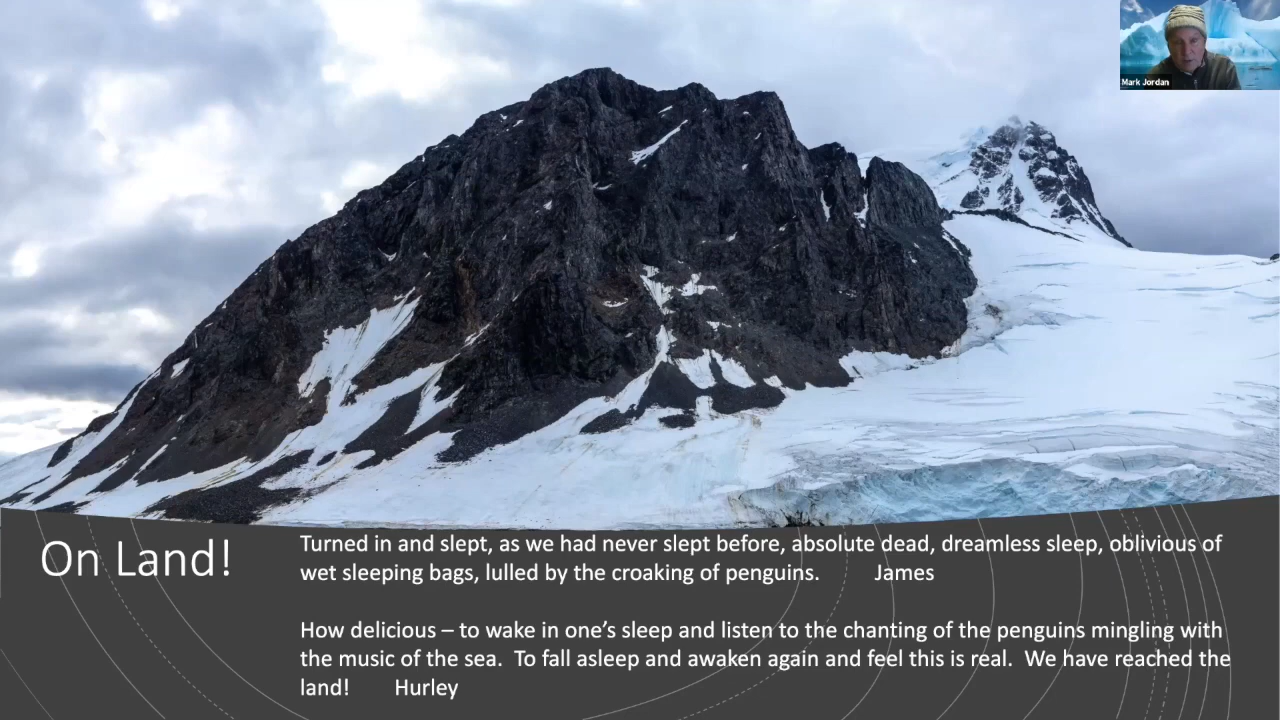 Mark Jordan
On Land!
Turned in and slept, as we had never slept before, absolute dead, dreamless sleep, oblivious of
wet sleeping bags, lulled by the croaking of penguins. James
How delicious – to wake in one’s sleep and listen to the chanting of the penguins mingling with
the music of the sea. To fall asleep and awaken again and feel this is real. We have reached the
land! Hurley